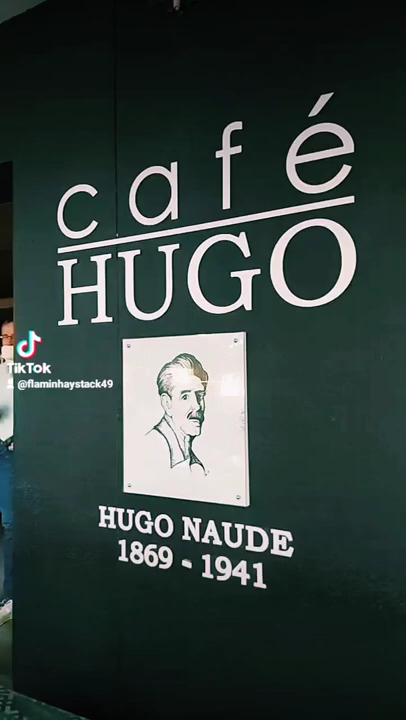 café
HUGO
TikTok
@flaminhaystack49
HUGO NAUDE
1869 - 1941